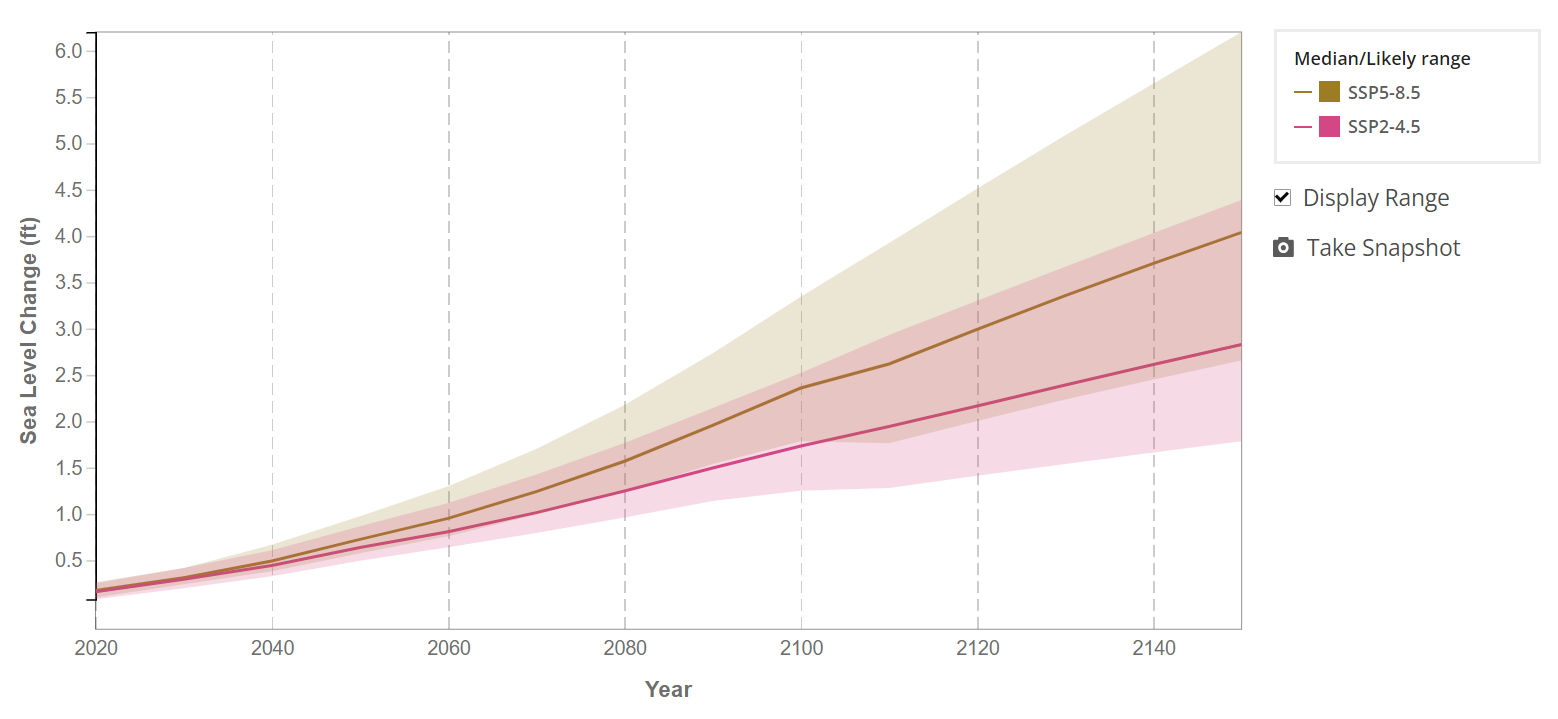 6.0
5.5
5.0
4.5
4.0
3.5
3.0
2.5
2.0
1.5
1.0
0.5
Sea Level Change (ft)
2020 2040 2060 2080 2100 2120 2140
Year
Median/Likely range
SSP5-8.5
SSP2-4.5
Display Range
Take Snapshot